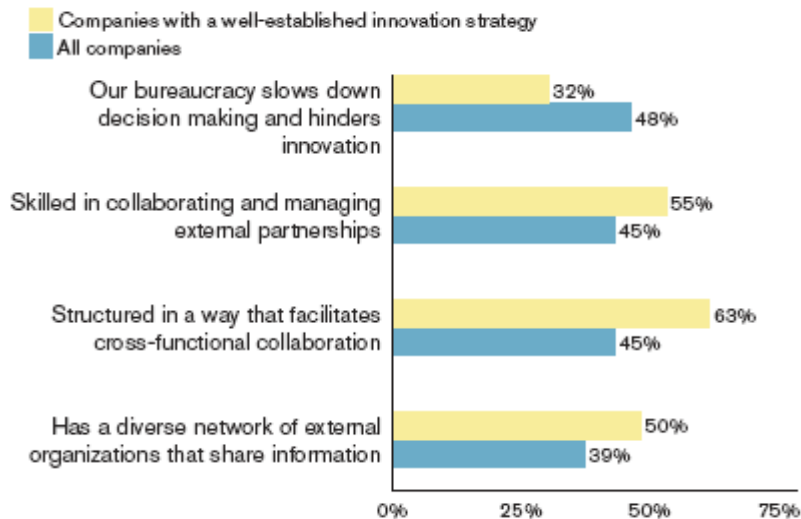 Companies with a well-established innovation strategy
All companies
Our bureaucracy slows down
decision making and hinders
innovation
32%
48%
Skilled in collaborating and managing
external partnerships
55%
45%
Structured in a way that facilitates
cross-functional collaboration
63%
45%
Has a diverse network of external
organizations that share information
50%
39%
0% 25% 50% 75%